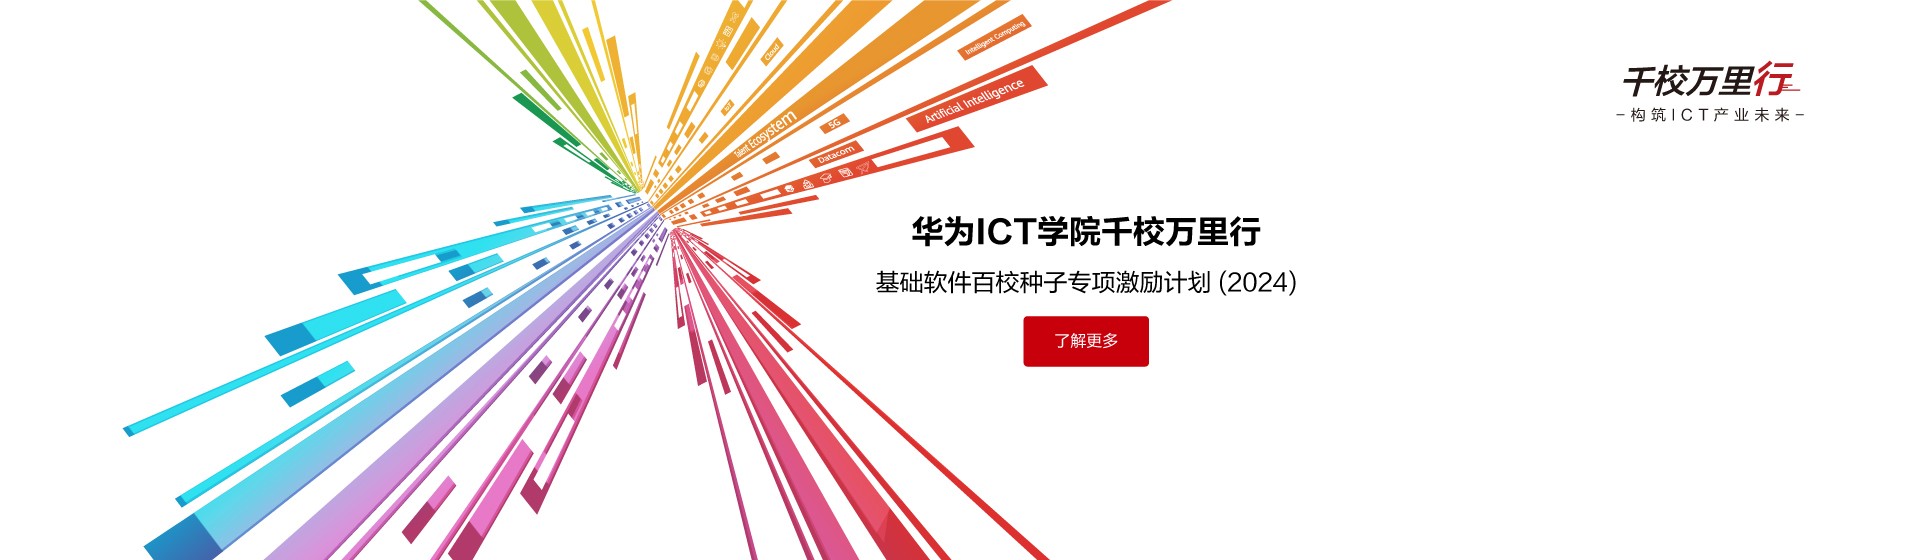 Cloud
Intelligent Computing
Artificial Intelligence
Talent Ecosystem
5G
Datacom
千校万里行
-构筑ICT产业未来-
华为ICT学院千校万里行
基础软件百校种子专项激励计划 (2024)
了解更多